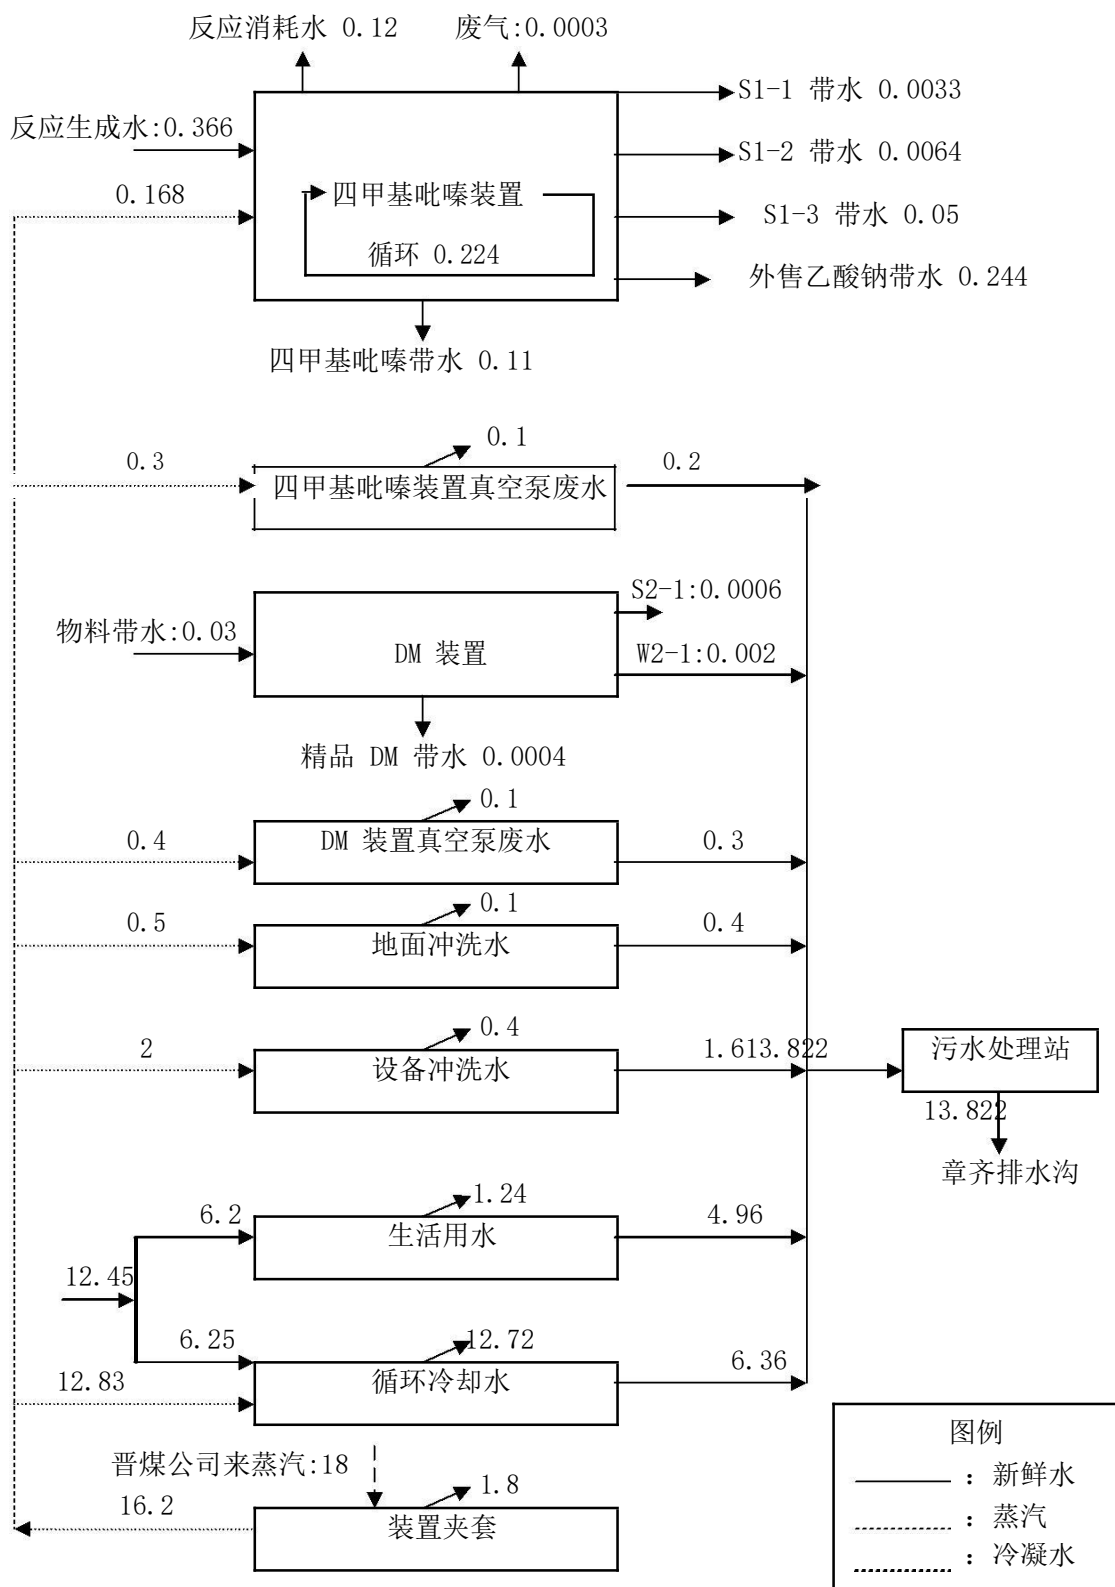 反应消耗水 0.12
废气:0.0003
S1-1 带水 0.0033
反应生成水:0.366
S1-2 带水 0.0064
0.168
四甲基吡嗪装置
S1-3 带水 0.05
循环 0.224
外售乙酸钠带水 0.244
四甲基吡嗪带水 0.11
0.1
0.3
0.2
四甲基吡嗪装置真空泵废水
S2-1:0.0006
物料带水:0.03
DM 装置
W2-1:0.002
精品 DM 带水 0.0004
0.1
0.4
DM 装置真空泵废水
0.3
0.1
0.5
地面冲洗水
0.4
0.4
2
设备冲洗水
1.613.822
污水处理站
13.822
章齐排水沟
1.24
6.2
生活用水
4.96
12.45
6.25
12.72
6.36
12.83
循环冷却水
图例
晋煤公司来蒸汽:18
：新鲜水
1.8
16.2
装置夹套
：蒸汽
：冷凝水